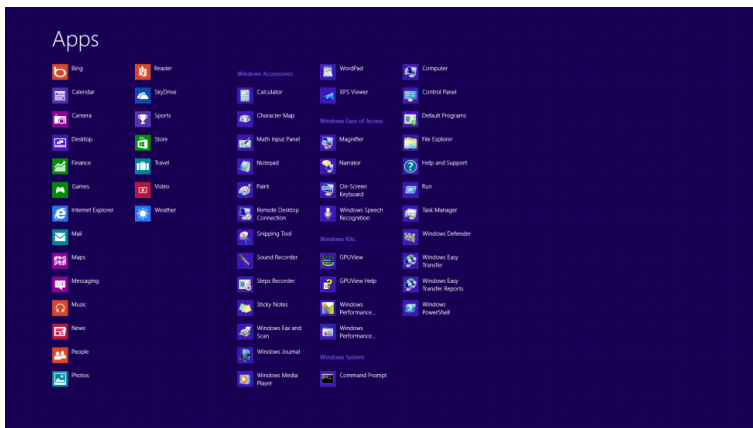 Apps
Bing
Calendar
Camera
Desktop
Finance
Games
Internet Explorer
Mail
Maps
Messaging
Music
News
People
Photos
Reader
SkyDrive
Sports
Store
Travel
Video
Weather
Windows Accessories
Calculator
Character Map
Math Input Panel
Notepad
Paint
Remote Desktop
Connection
Snipping Tool
Sound Recorder
Steps Recorder
Sticky Notes
Windows Fax and
Scan
Windows Journal
Windows Media
Player
WordPad
XPS Viewer
Windows Ease of Access
Magnifier
Narrator
On-Screen
Keyboard
Windows Speech
Recognition
Windows Kits
GPUView
GPUView Help
Windows
Performance...
Windows
Performance...
Windows System
Command Prompt
Computer
Control Panel
Default Programs
File Explorer
Help and Support
Run
Task Manager
Windows Defender
Windows Easy
Transfer
Windows Easy
Transfer Reports
Windows
PowerShell